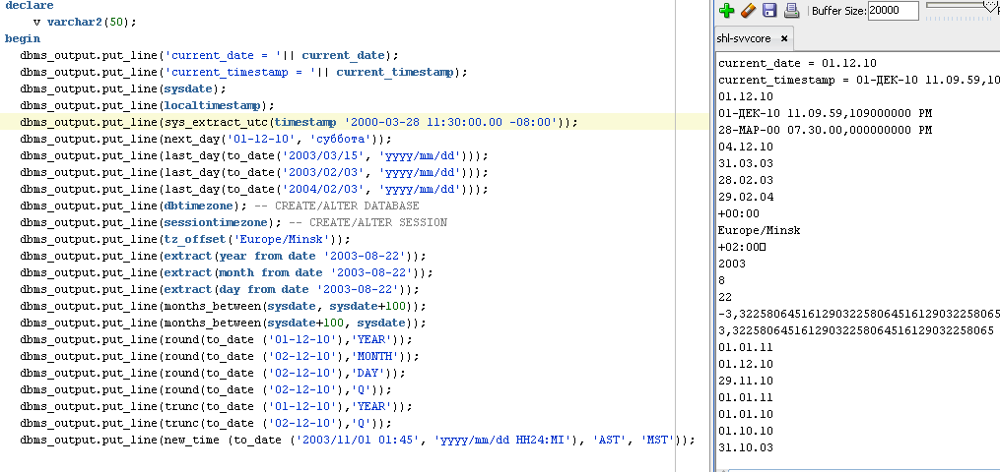 declare
v varchar2(50);
begin
dbms_output.put_line('current_date = '|| current_date);
dbms_output.put_line('current_timestamp = '|| current_timestamp);
dbms_output.put_line(sysdate);
dbms_output.put_line(localtimestamp);
dbms_output.put_line(sys_extract_utc(timestamp '2000-03-28 11:30:00.00 -08:00'));
dbms_output.put_line(next_day('01-12-10', 'суббота'));
dbms_output.put_line(last_day(to_date('2003/03/15', 'yyyy/mm/dd')));
dbms_output.put_line(last_day(to_date('2003/02/03', 'yyyy/mm/dd')));
dbms_output.put_line(last_day(to_date('2004/02/03', 'yyyy/mm/dd')));
dbms_output.put_line(dbtimezone); -- CREATE/ALTER DATABASE
dbms_output.put_line(sessiontimezone); -- CREATE/ALTER SESSION
dbms_output.put_line(tz_offset('Europe/Minsk'));
dbms_output.put_line(extract(year from date '2003-08-22'));
dbms_output.put_line(extract(month from date '2003-08-22'));
dbms_output.put_line(extract(day from date '2003-08-22'));
dbms_output.put_line(months_between(sysdate, sysdate+100));
dbms_output.put_line(months_between(sysdate+100, sysdate));
dbms_output.put_line(round(to_date ('01-12-10'),'YEAR'));
dbms_output.put_line(round(to_date ('02-12-10'),'MONTH'));
dbms_output.put_line(round(to_date ('02-12-10'),'DAY'));
dbms_output.put_line(round(to_date ('02-12-10'),'Q'));
dbms_output.put_line(trunc(to_date ('01-12-10'),'YEAR'));
dbms_output.put_line(trunc(to_date ('02-12-10'),'Q'));
dbms_output.put_line(new_time (to_date ('2003/11/01 01:45', 'yyyy/mm/dd HH24:MI'), 'AST', 'MST'));
Buffer Size: 20000
shl-svvcore
current_date = 01.12.10
current_timestamp = 01-ДЕК-10 11.09.59,10
01.12.10
01-ДЕК-10 11.09.59,109000000 PM
28-МАР-00 07.30.00,000000000 PM
04.12.10
31.03.03
28.02.03
29.02.04
+00:00
Europe/Minsk
+02:00
2003
8
22
-3,32258064516129032258064516129032258065
3,32258064516129032258064516129032258065
01.01.11
01.12.10
29.11.10
01.01.11
01.01.10
01.10.10
31.10.03